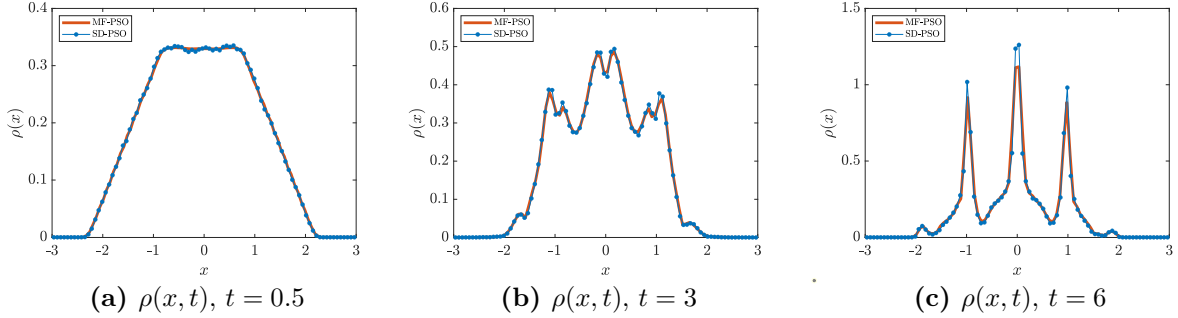 0.4
0.3
0.2
0.1
0
ρ(x)
MF-PSO
SD-PSO
-3 -2 -1 0 1 2 3
x
(a) ρ(x, t), t = 0.5
0.6
0.5
0.4
0.3
0.2
0.1
0
ρ(x)
MF-PSO
SD-PSO
-3 -2 -1 0 1 2 3
x
(b) ρ(x, t), t = 3
1.5
1
0.5
0
ρ(x)
MF-PSO
SD-PSO
-3 -2 -1 0 1 2 3
x
(c) ρ(x, t), t = 6